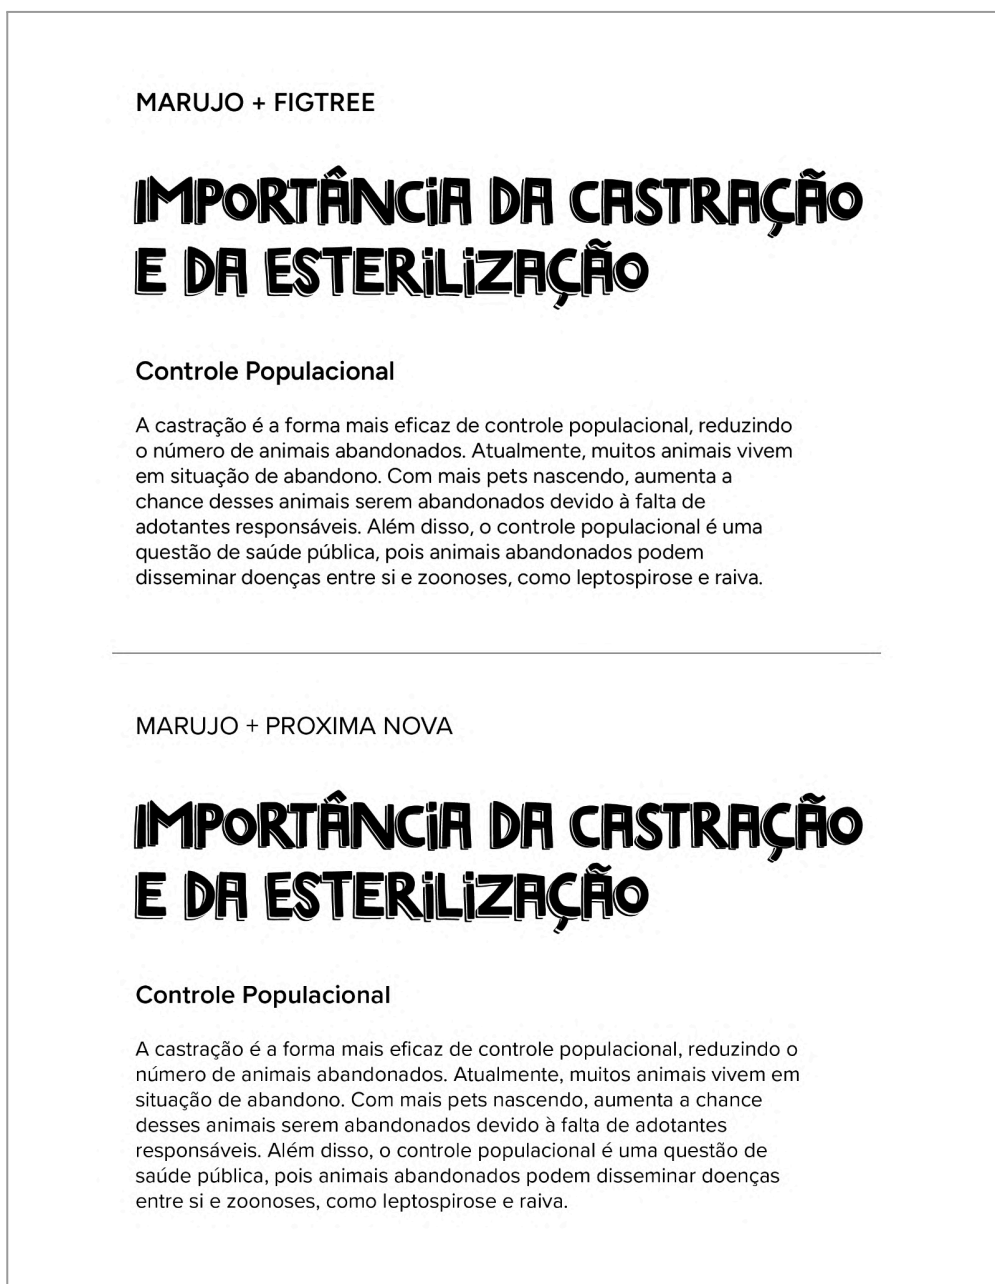 MARUJO + FIGTREE
IMPORTÂNCIA DA CASTRAÇÃO
E DA ESTERILIZAÇÃO
Controle Populacional
A castração é a forma mais eficaz de controle populacional, reduzindo
o número de animais abandonados. Atualmente, muitos animais vivem
em situação de abandono. Com mais pets nascendo, aumenta a
chance desses animais serem abandonados devido à falta de
adotantes responsáveis. Além disso, o controle populacional é uma
questão de saúde pública, pois animais abandonados podem
disseminar doenças entre si e zoonoses, como leptospirose e raiva.
MARUJO + PROXIMA NOVA
IMPORTÂNCIA DA CASTRAÇÃO
E DA ESTERILIZAÇÃO
Controle Populacional
A castração é a forma mais eficaz de controle populacional, reduzindo o
número de animais abandonados. Atualmente, muitos animais vivem em
situação de abandono. Com mais pets nascendo, aumenta a chance
desses animais serem abandonados devido à falta de adotantes
responsáveis. Além disso, o controle populacional é uma questão de
saúde pública, pois animais abandonados podem disseminar doenças
entre si e zoonoses, como leptospirose e raiva.